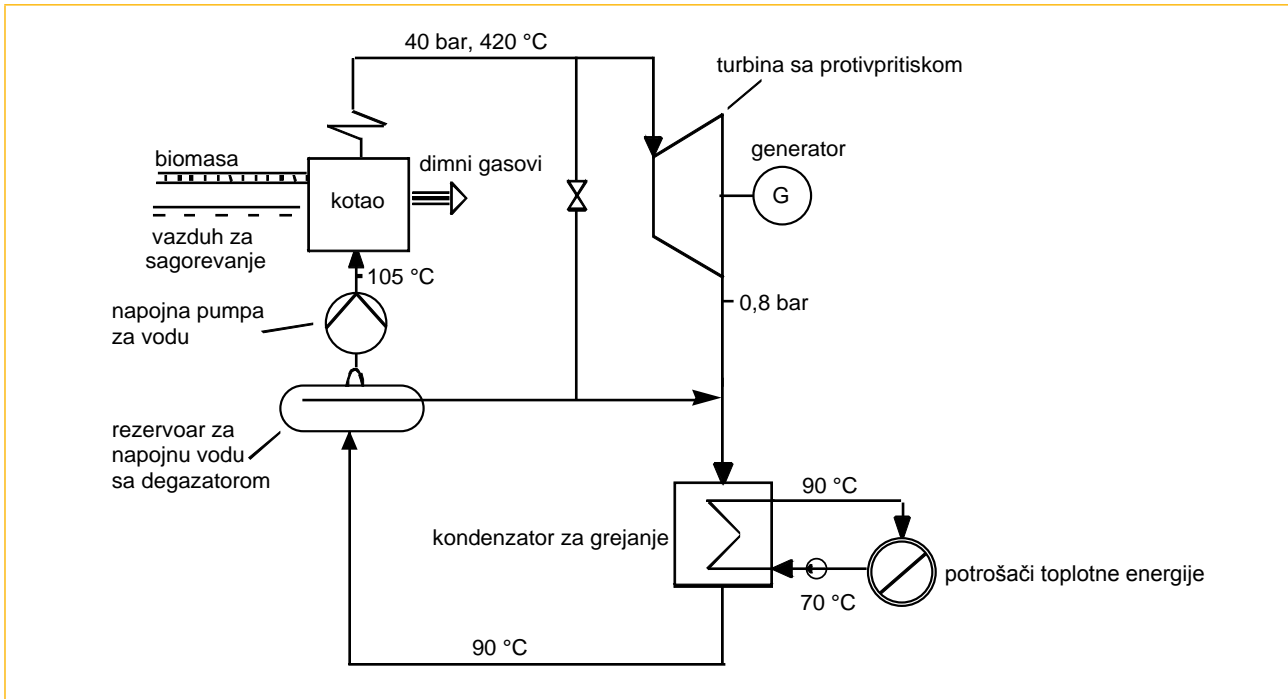 40 bar, 420 °C
turbina sa protivpritiskom
biomasa
dimni gasovi
generator
kotao
G
vazduh za
sagorevanje
105 °C
0,8 bar
napojna pumpa
za vodu
rezervoar za
napojnu vodu
sa degazatorom
90 °C
kondenzator za grejanje
potrošači toplotne energije
70 °C
90 °C